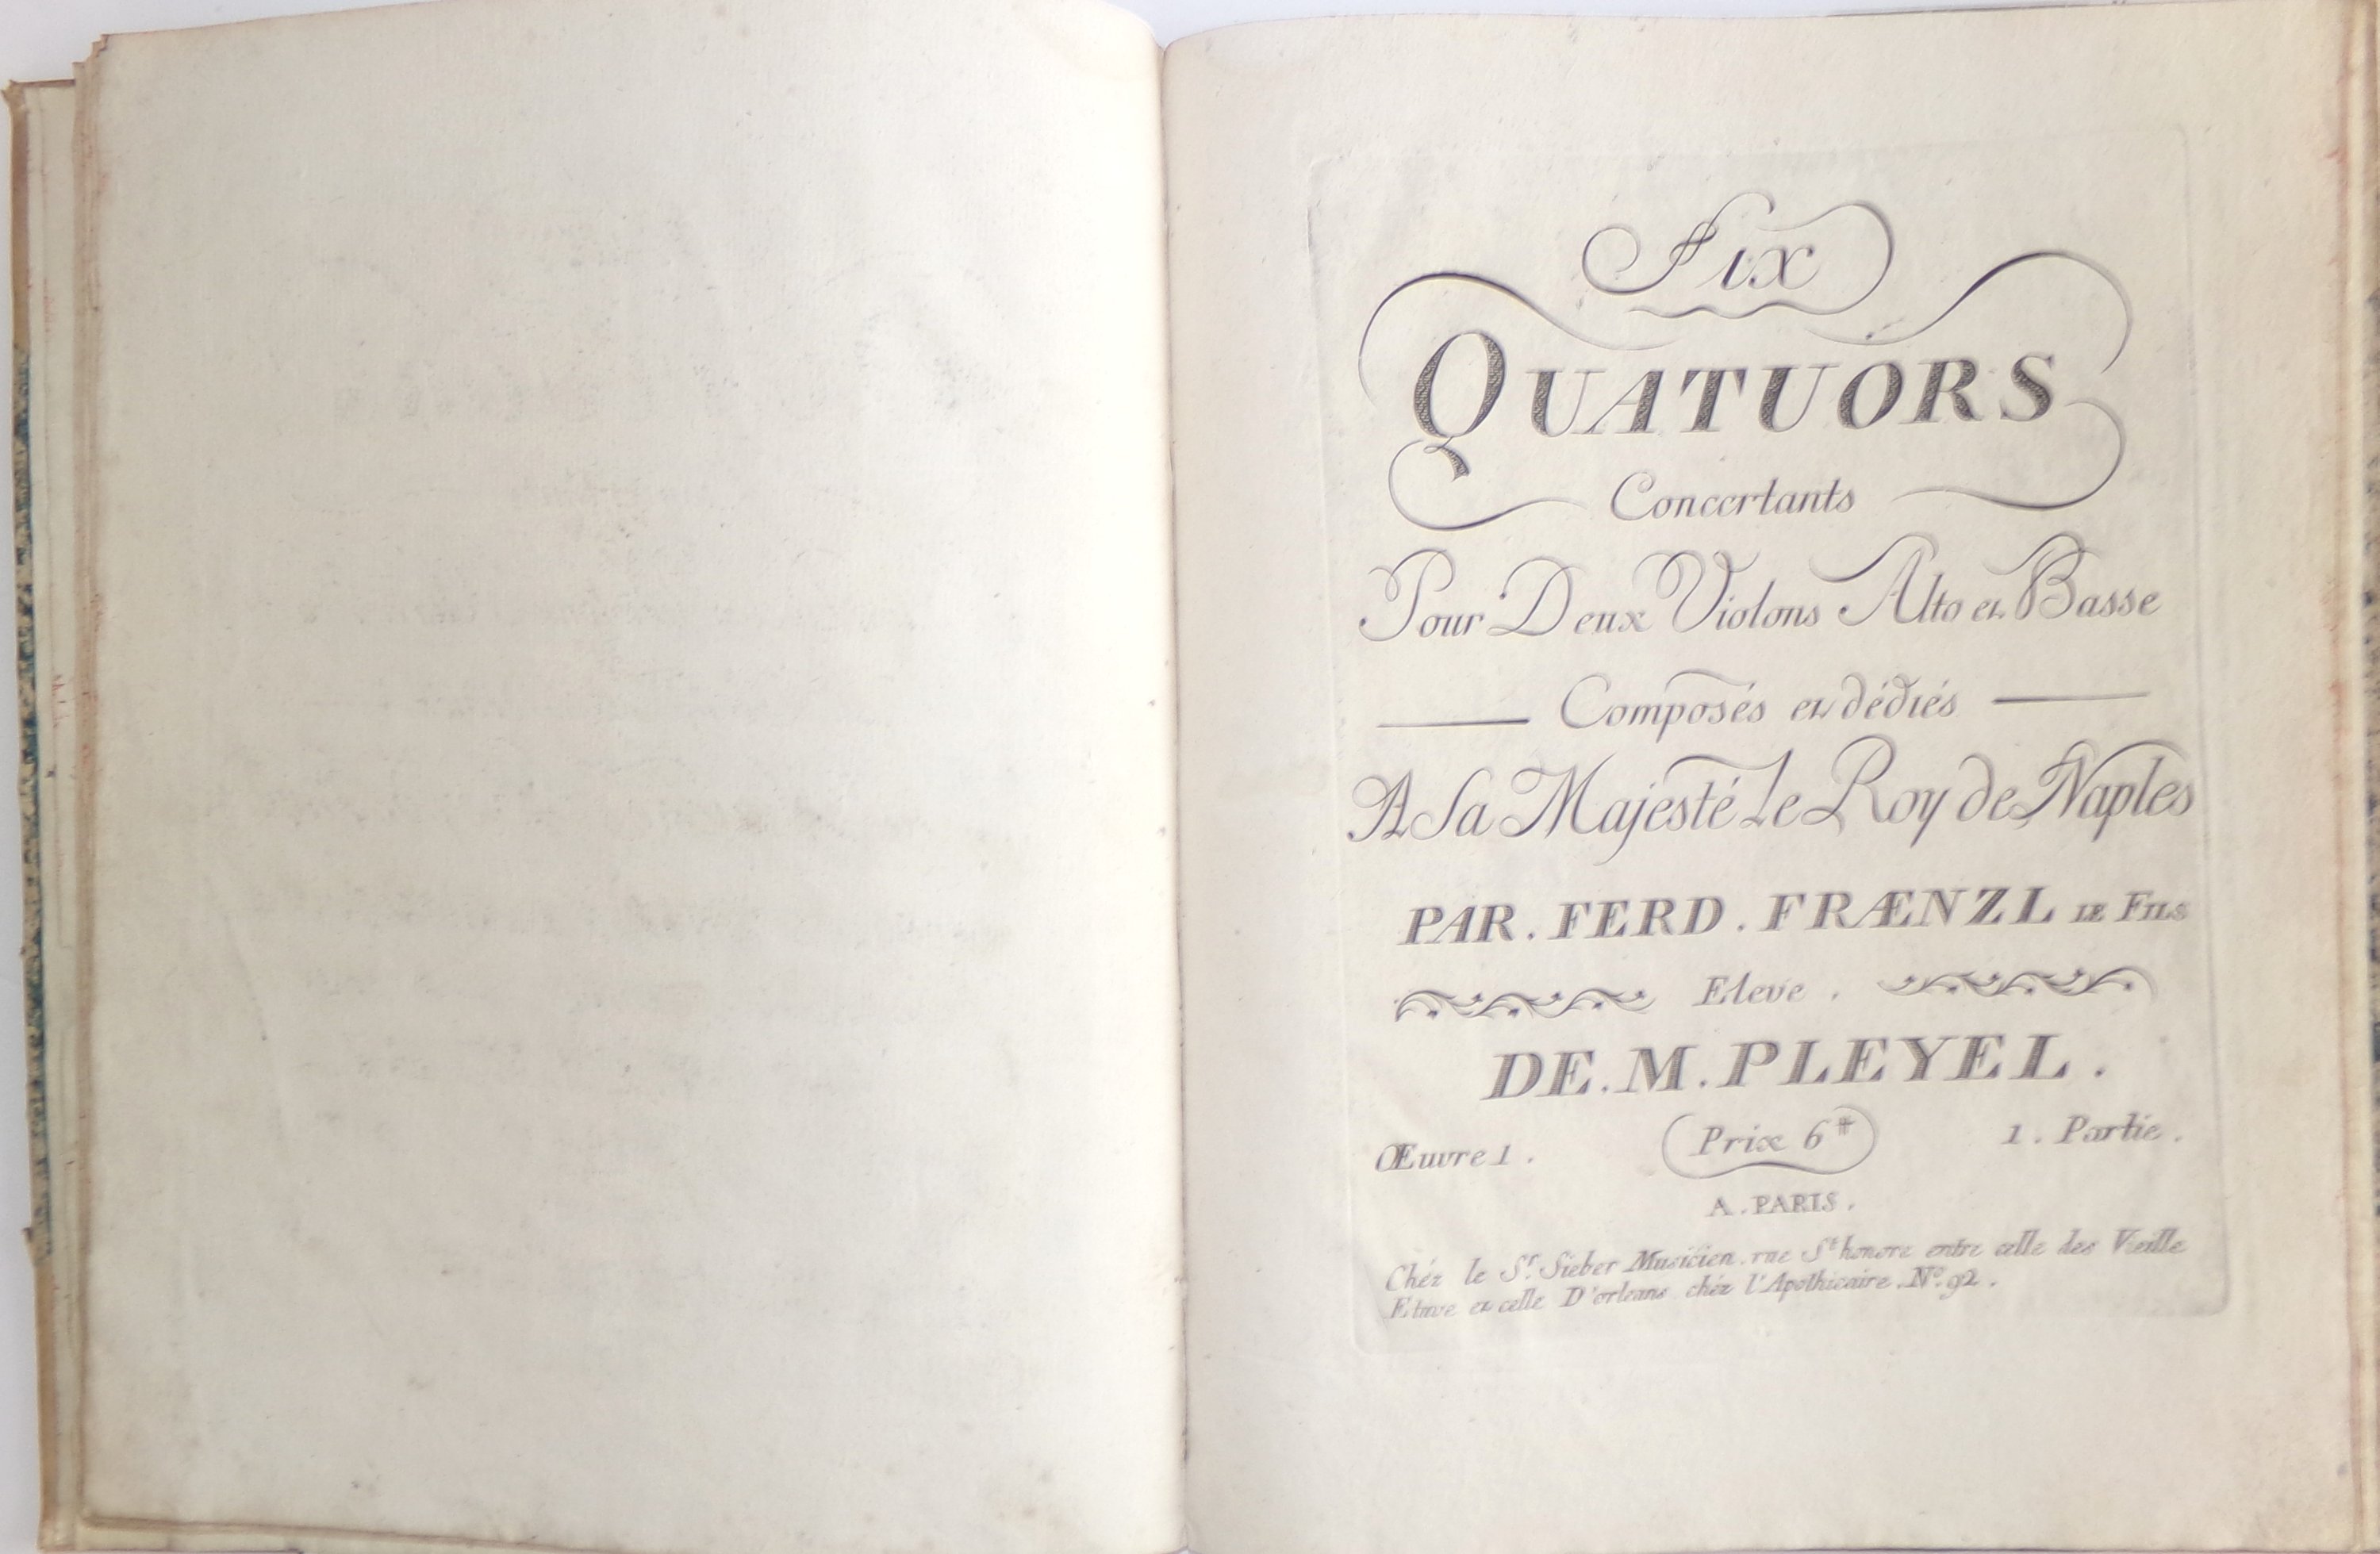 Six
QUATUORS
Concertants
Pour Deux Violons Alto et Basse
Composés et dédiés
A Sa Majesté Le Roy de Naples
PAR. FERD. FRÆNZL LE FILS
Eleve.
DE. M. PLEYEL.
Œuvre 1. Prix 6# 1. Partie.
A. PARIS.
Chéz le Sr. Sieber Musicien rue St. honore entre celle des Vieille
Etuve et celle D'orleans chéz l'Apothicaire. No. 92.